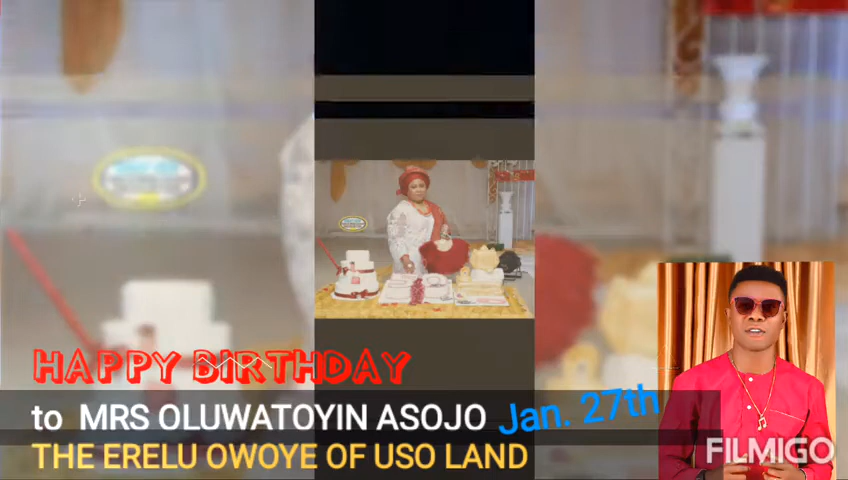 HAPPY BIRTHDAY
to MRS OLUWATOYIN ASOJO Jan. 27th
THE ERELU OWOYE OF USO LAND
FILMIGO